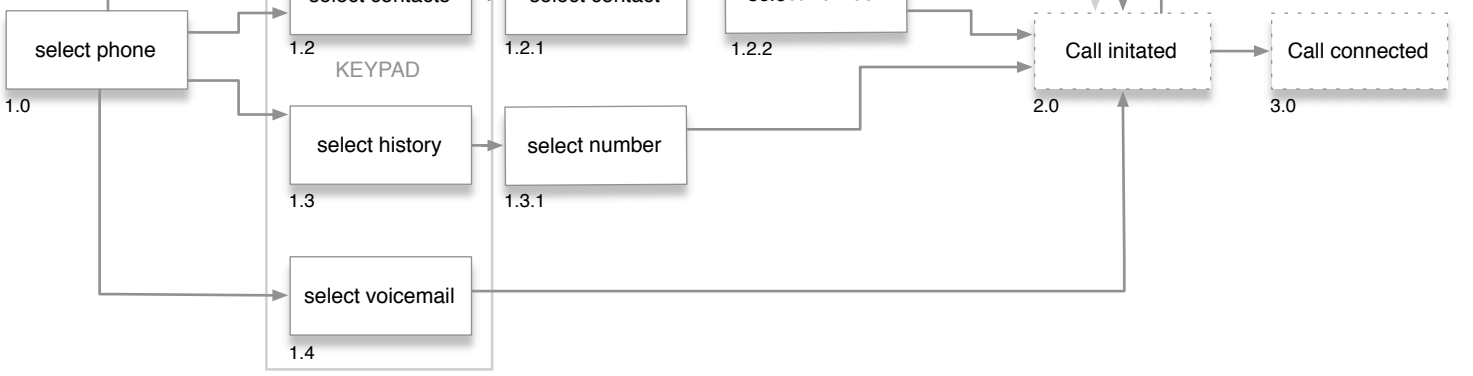 select contacts
select contact
select phone
Call initated
Call connected
1.2
1.2.1
1.2.2
KEYPAD
1.0
2.0
3.0
select history
select number
1.3
1.3.1
select voicemail
1.4